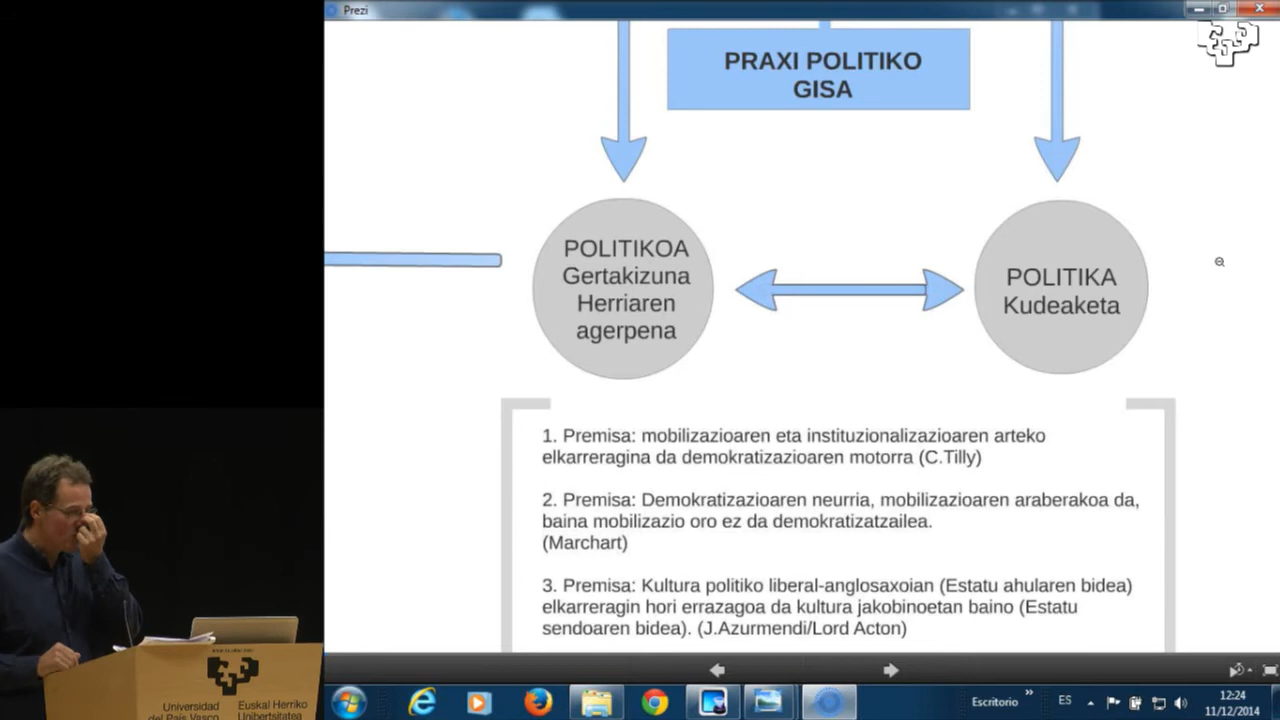 Prezi
PRAXI POLITIKO
GISA
POLITIKOA
Gertakizuna
Herriaren
agerpena
POLITIKA
Kudeaketa
1. Premisa: mobilizazioaren eta instituzionalizazioaren arteko
elkarreragina da demokratizazioaren motorra (C.Tilly)
2. Premisa: Demokratizazioaren neurria, mobilizazioaren araberakoa da,
baina mobilizazio oro ez da demokratizatzailea.
(Marchart)
3. Premisa: Kultura politiko liberal-anglosaxoian (Estatu ahularen bidea)
elkarreragin hori errazagoa da kultura jakobinoetan baino (Estatu
sendoaren bidea). (J.Azurmendi/Lord Acton)
Universidad
del País Vasco
Euskal Herriko
Unibertsitatea
Escritorio
ES
12:24
11/12/2014